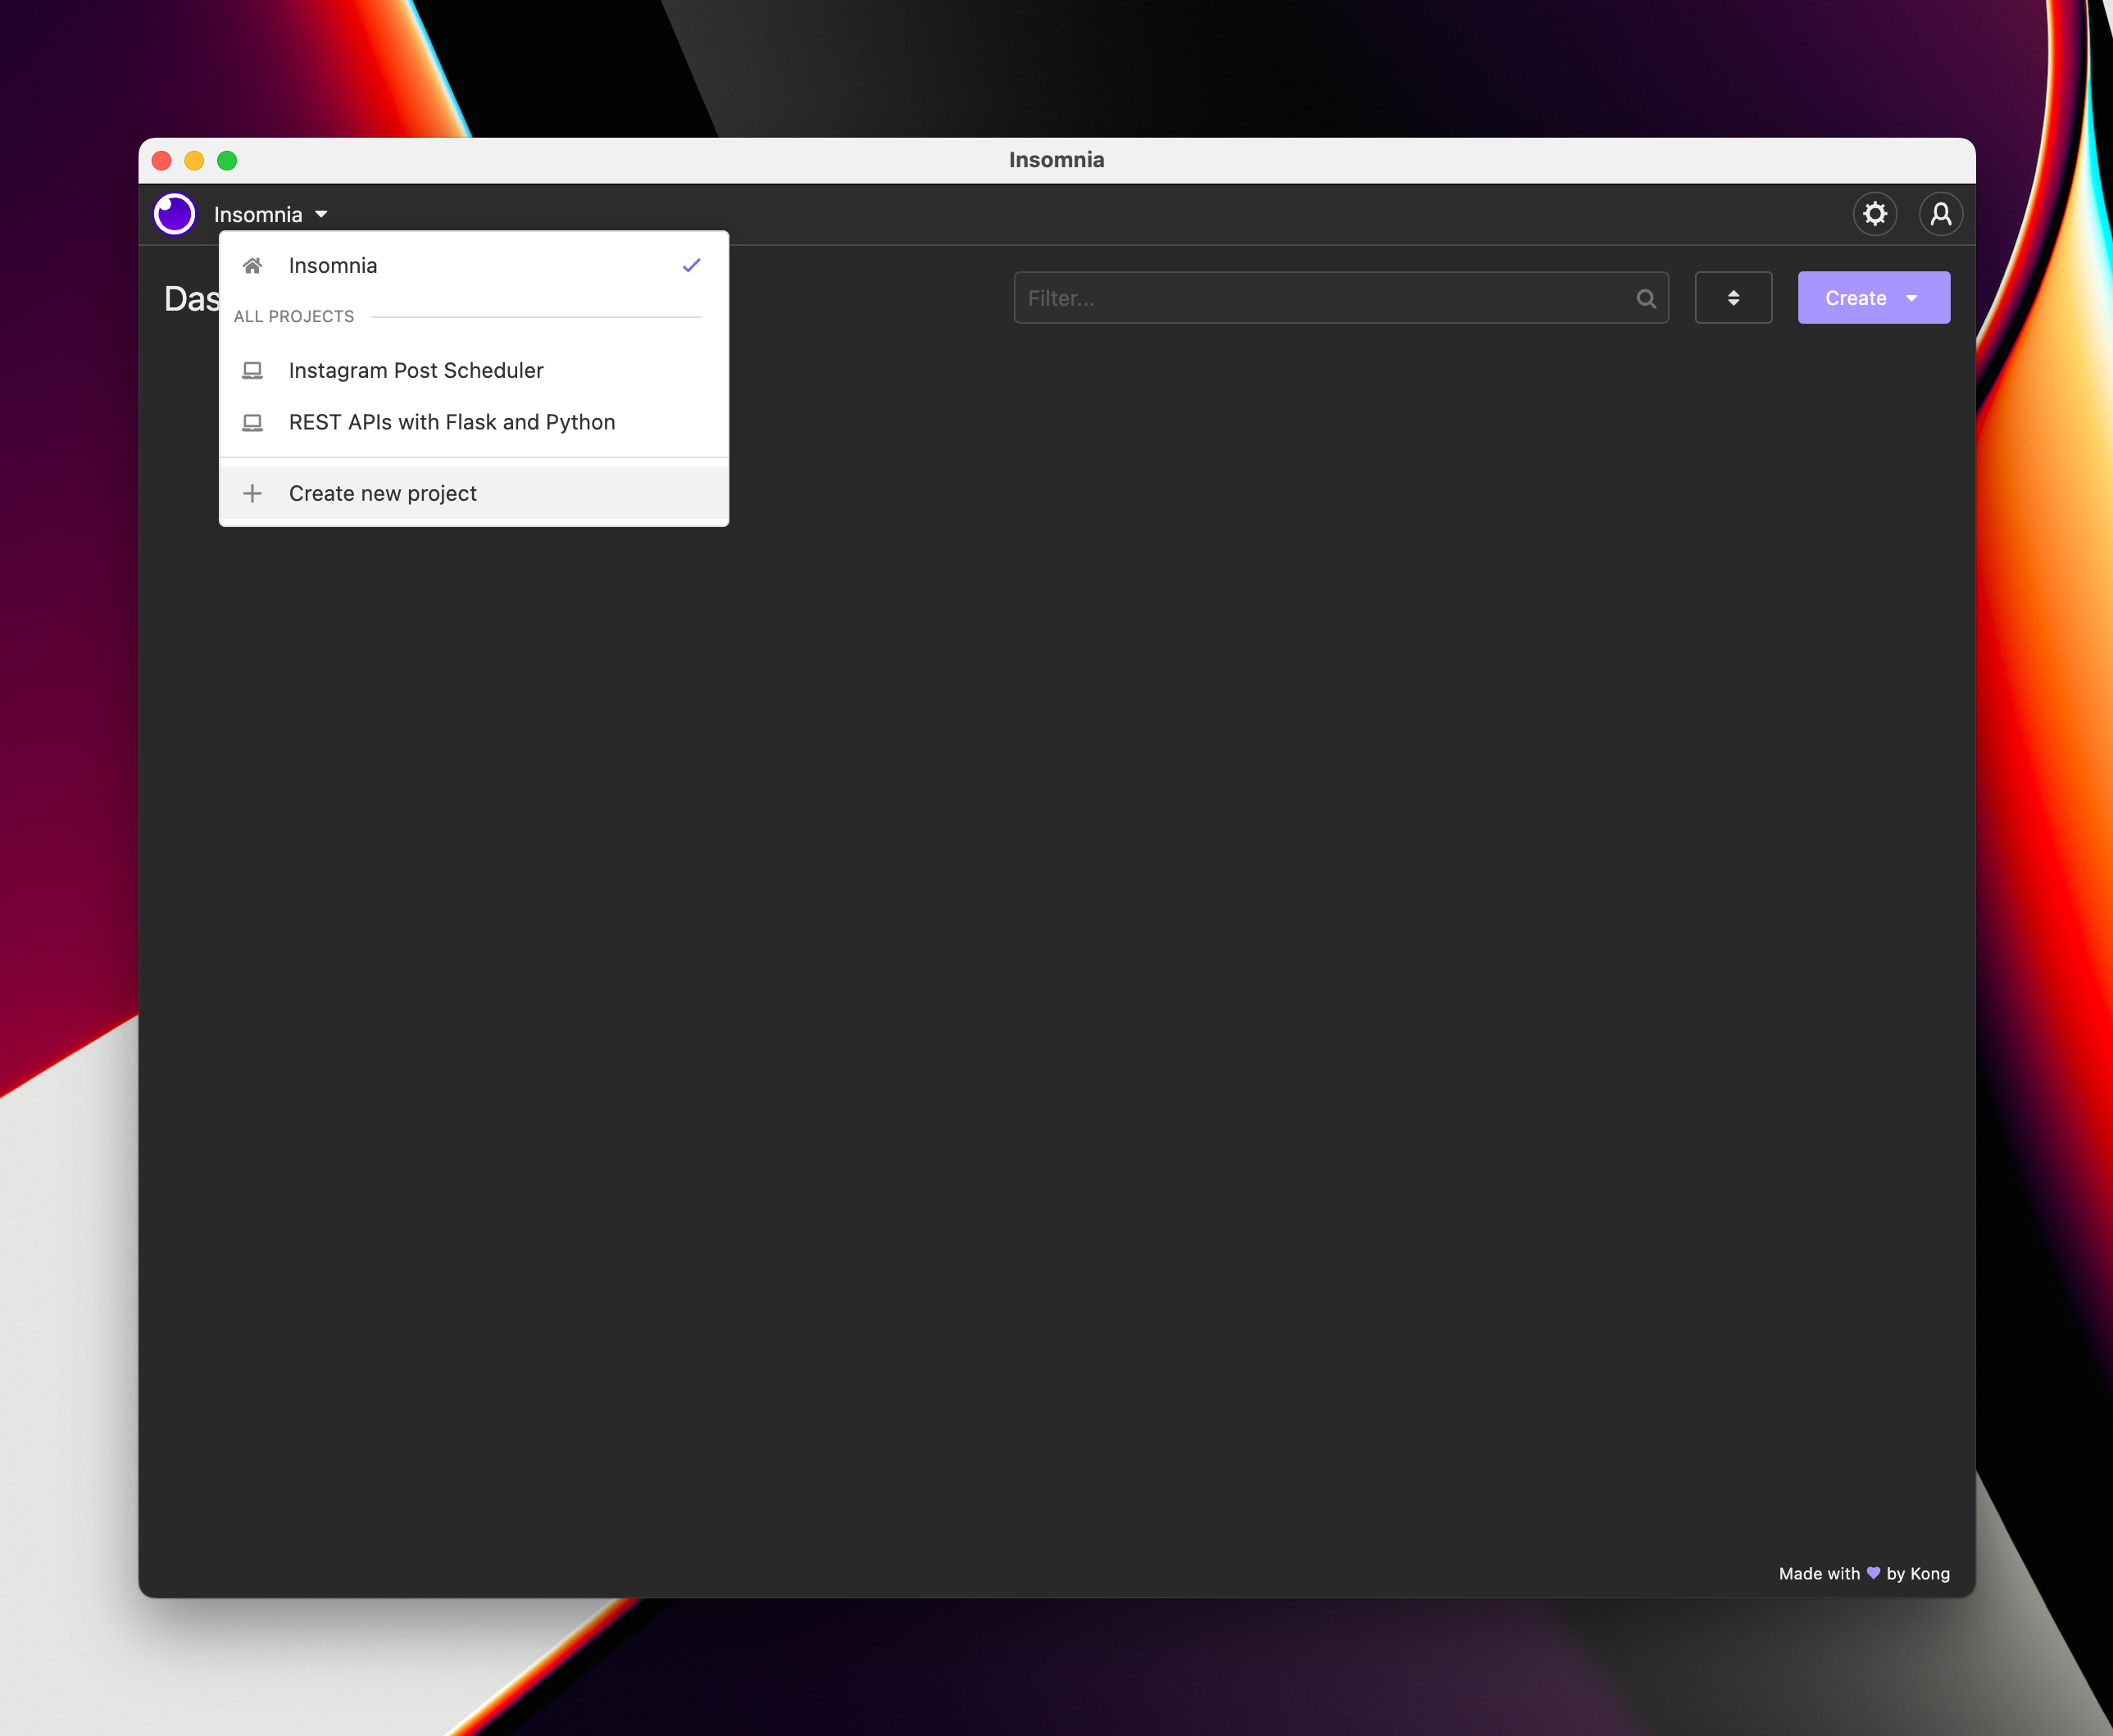 Insomnia
Insomnia
Insomnia
Das
Filter...
Create
ALL PROJECTS
Instagram Post Scheduler
REST APIs with Flask and Python
Create new project
Made with 💜 by Kong